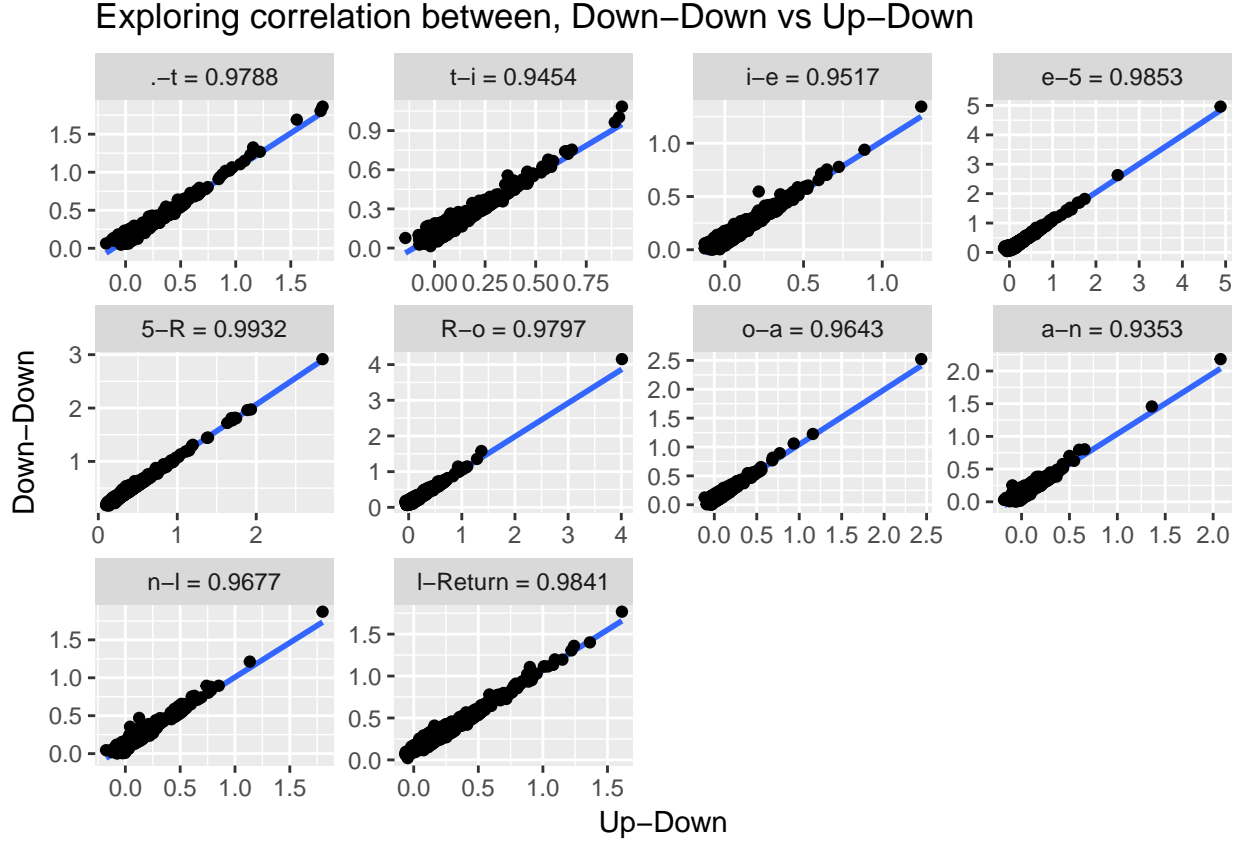 Exploring correlation between, Down−Down vs Up−Down
.−t = 0.9788
t−i = 0.9454
i−e = 0.9517
e−5 = 0.9853
1.5
1.0
0.5
0.0
0.0 0.5 1.0 1.5
0.9
0.6
0.3
0.0
0.00 0.25 0.50 0.75
1.0
0.5
0.0
0.0 0.5 1.0
5
4
3
2
1
0
0 1 2 3 4 5
5−R = 0.9932
R−o = 0.9797
o−a = 0.9643
a−n = 0.9353
3
2
1
0 1 2
4
3
2
1
0
0 1 2 3 4
2.5
2.0
1.5
1.0
0.5
0.0
0.0 0.5 1.0 1.5 2.0 2.5
2.0
1.5
1.0
0.5
0.0
0.0 0.5 1.0 1.5 2.0
n−l = 0.9677
l−Return = 0.9841
1.5
1.0
0.5
0.0
0.0 0.5 1.0 1.5
1.5
1.0
0.5
0.0
0.0 0.5 1.0 1.5
Down−Down
Up−Down